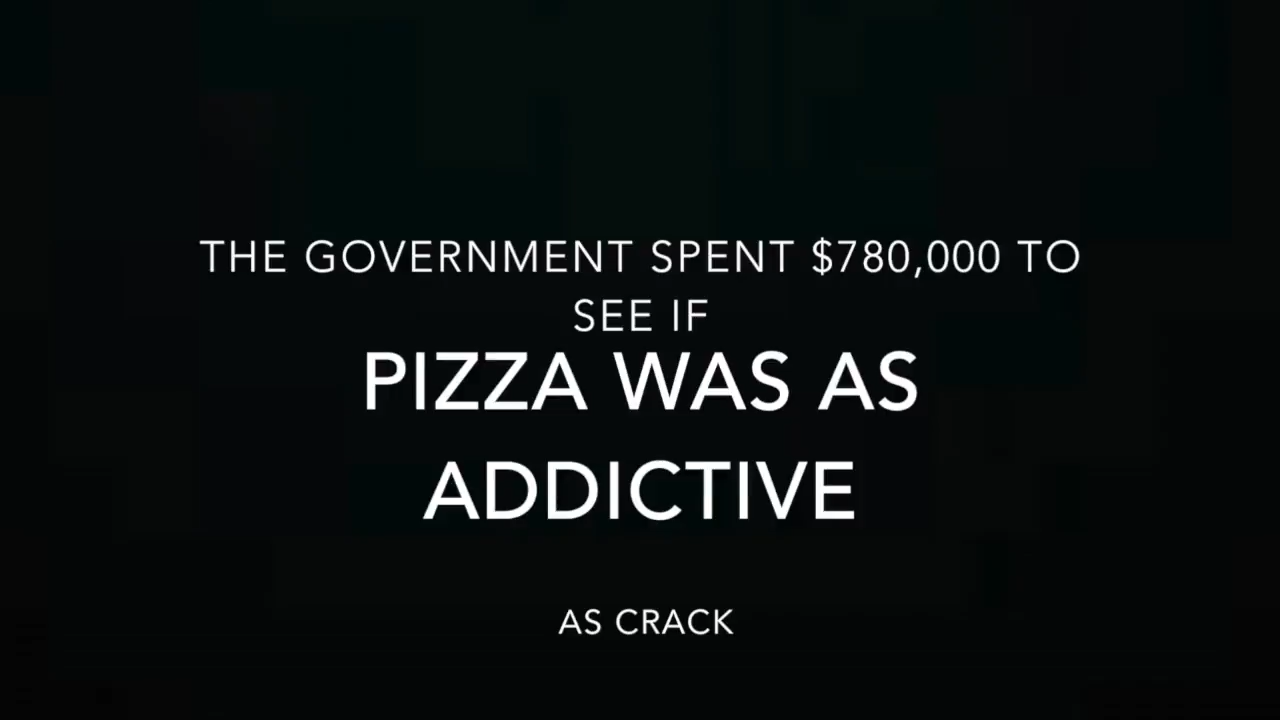 THE GOVERNMENT SPENT $780,000 TO
SEE IF
PIZZA WAS AS
ADDICTIVE
AS CRACK